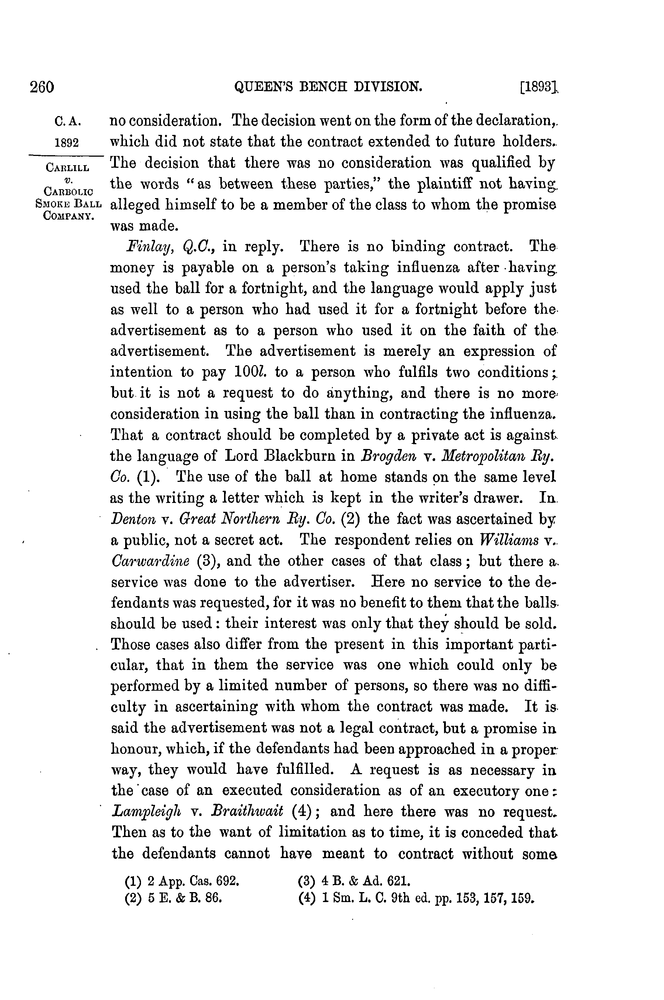 260 QUEEN'S BENCH DIVISION. [1893].
C. A.
1892
CARLILL
v.
CARBOLIC
SMOKE BALL
COMPANY.
no consideration. The decision went on the form of the declaration,
which did not state that the contract extended to future holders.
The decision that there was no consideration was qualified by
the words "as between these parties," the plaintiff not having
alleged himself to be a member of the class to whom the promise
was made.
Finlay, Q.C., in reply. There is no binding contract. The
money is payable on a person's taking influenza after having
used the ball for a fortnight, and the language would apply just
as well to a person who had used it for a fortnight before the
advertisement as to a person who used it on the faith of the
advertisement. The advertisement is merely an expression of
intention to pay 100l. to a person who fulfils two conditions;
but it is not a request to do anything, and there is no more
consideration in using the ball than in contracting the influenza.
That a contract should be completed by a private act is against
the language of Lord Blackburn in Brogden v. Metropolitan Ry.
Co. (1). The use of the ball at home stands on the same level
as the writing a letter which is kept in the writer's drawer. In
Denton v. Great Northern Ry. Co. (2) the fact was ascertained by
a public, not a secret act. The respondent relies on Williams v.
Carwardine (3), and the other cases of that class; but there a
service was done to the advertiser. Here no service to the de-
fendants was requested, for it was no benefit to them that the balls
should be used: their interest was only that they should be sold.
Those cases also differ from the present in this important parti-
cular, that in them the service was one which could only be
performed by a limited number of persons, so there was no diffi-
culty in ascertaining with whom the contract was made. It is
said the advertisement was not a legal contract, but a promise in
honour, which, if the defendants had been approached in a proper
way, they would have fulfilled. A request is as necessary in
the case of an executed consideration as of an executory one:
Lampleigh v. Braithwait (4); and here there was no request.
Then as to the want of limitation as to time, it is conceded that
the defendants cannot have meant to contract without some
(1) 2 App. Cas. 692.
(2) 5 E. & B. 86.
(3) 4 B. & Ad. 621.
(4) 1 Sm. L. C. 9th ed. pp. 153, 157, 159.